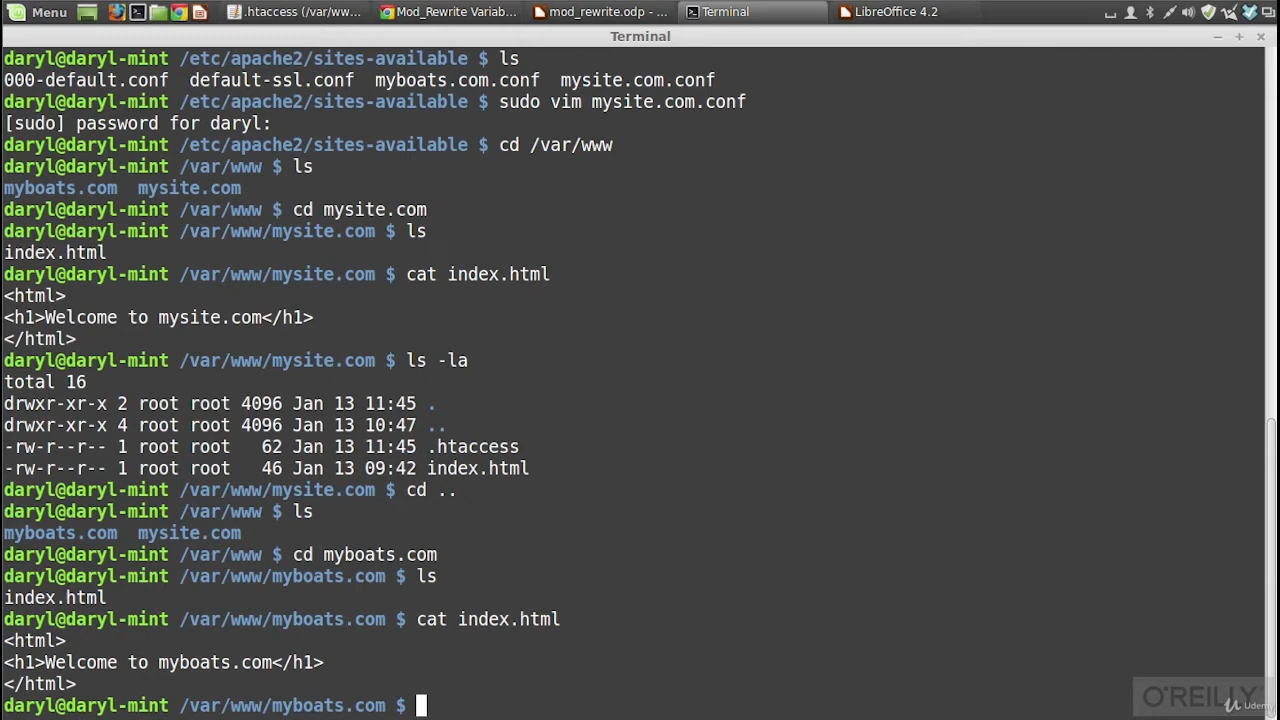 Menu .htaccess (/var/ww... Mod_Rewrite Variab... mod_rewrite.odp - ... Terminal LibreOffice 4.2
Terminal
daryl@daryl-mint /etc/apache2/sites-available $ ls
000-default.conf  default-ssl.conf  myboats.com.conf  mysite.com.conf
daryl@daryl-mint /etc/apache2/sites-available $ sudo vim mysite.com.conf
[sudo] password for daryl:
daryl@daryl-mint /etc/apache2/sites-available $ cd /var/www
daryl@daryl-mint /var/www $ ls
myboats.com  mysite.com
daryl@daryl-mint /var/www $ cd mysite.com
daryl@daryl-mint /var/www/mysite.com $ ls
index.html
daryl@daryl-mint /var/www/mysite.com $ cat index.html
<html>
<h1>Welcome to mysite.com</h1>
</html>
daryl@daryl-mint /var/www/mysite.com $ ls -la
total 16
drwxr-xr-x 2 root root 4096 Jan 13 11:45 .
drwxr-xr-x 4 root root 4096 Jan 13 10:47 ..
-rw-r--r-- 1 root root   62 Jan 13 11:45 .htaccess
-rw-r--r-- 1 root root   46 Jan 13 09:42 index.html
daryl@daryl-mint /var/www/mysite.com $ cd ..
daryl@daryl-mint /var/www $ ls
myboats.com  mysite.com
daryl@daryl-mint /var/www $ cd myboats.com
daryl@daryl-mint /var/www/myboats.com $ ls
index.html
daryl@daryl-mint /var/www/myboats.com $ cat index.html
<html>
<h1>Welcome to myboats.com</h1>
</html>
daryl@daryl-mint /var/www/myboats.com $
O'REILLY
Udemy